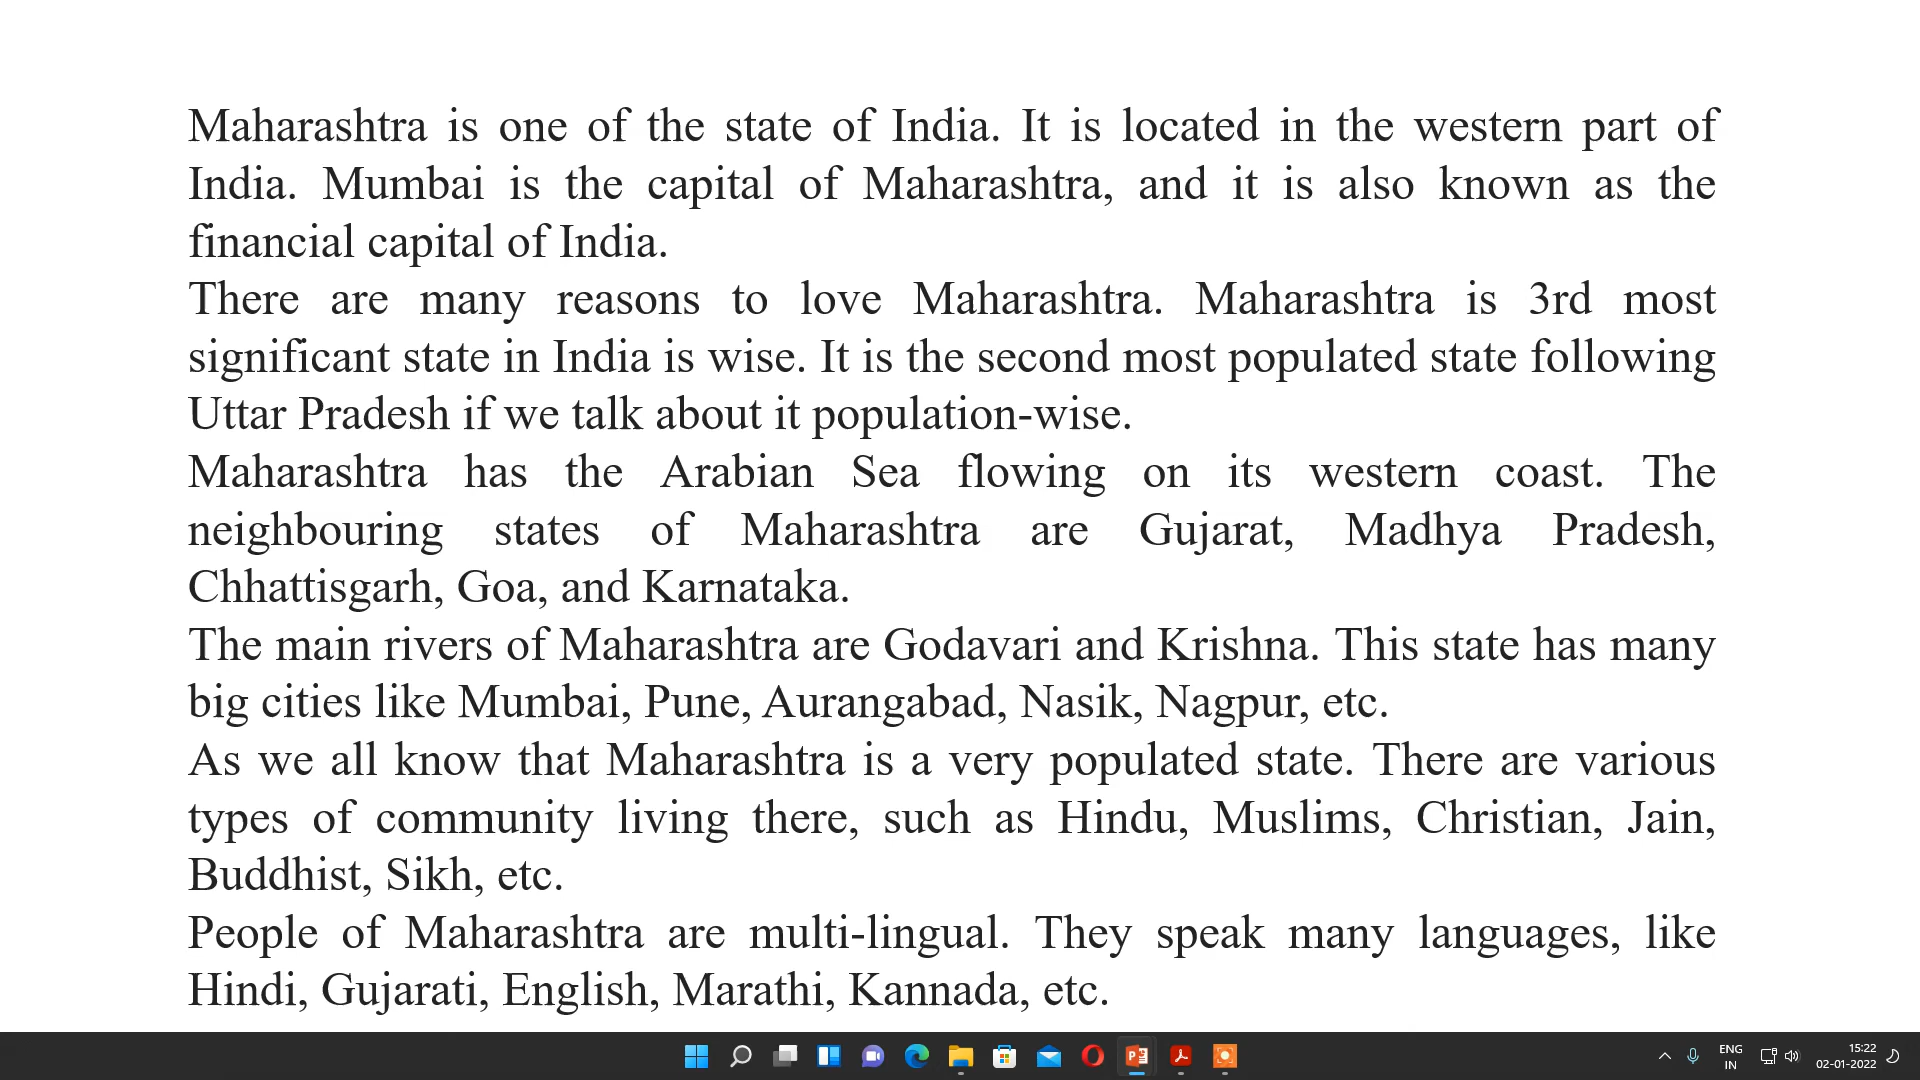 Maharashtra is one of the state of India. It is located in the western part of
India. Mumbai is the capital of Maharashtra, and it is also known as the
financial capital of India.
There are many reasons to love Maharashtra. Maharashtra is 3rd most
significant state in India is wise. It is the second most populated state following
Uttar Pradesh if we talk about it population-wise.
Maharashtra has the Arabian Sea flowing on its western coast. The
neighbouring states of Maharashtra are Gujarat, Madhya Pradesh,
Chhattisgarh, Goa, and Karnataka.
The main rivers of Maharashtra are Godavari and Krishna. This state has many
big cities like Mumbai, Pune, Aurangabad, Nasik, Nagpur, etc.
As we all know that Maharashtra is a very populated state. There are various
types of community living there, such as Hindu, Muslims, Christian, Jain,
Buddhist, Sikh, etc.
People of Maharashtra are multi-lingual. They speak many languages, like
Hindi, Gujarati, English, Marathi, Kannada, etc.
ENG 15:22
IN 02-01-2022